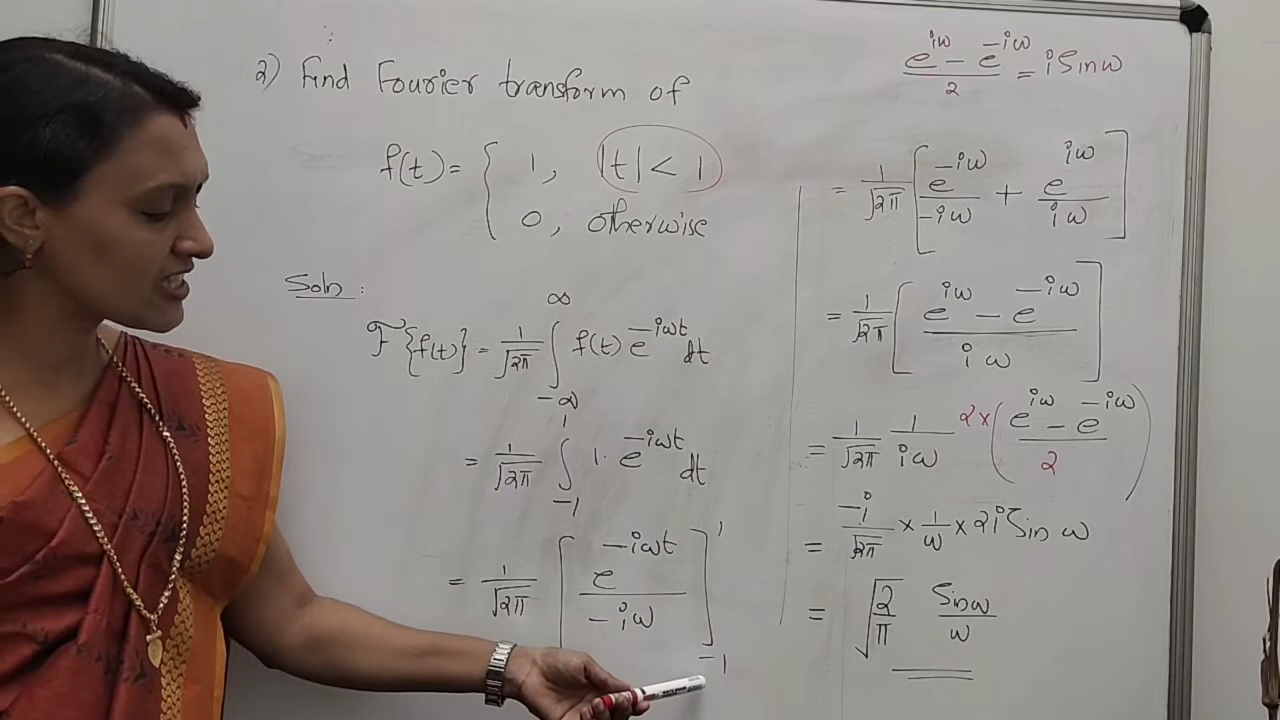 2) Find Fourier transform of
f(t) = { 1, |t| < 1
0, otherwise
Soln :
F{f(t)} = 1/√2π ∫_{-∞}^{∞} f(t) e^{-iωt} dt
= 1/√2π ∫_{-1}^{1} 1. e^{-iωt} dt
= 1/√2π [ e^{-iωt} / -iω ]_{-1}^{1}
e^{iω} - e^{-iω} / 2 = i Sinω
= 1/√2π [ e^{-iω} / -iω + e^{iω} / iω ]
= 1/√2π [ e^{iω} - e^{-iω} / iω ]
= 1/√2π 1/iω 2 × ( e^{iω} - e^{-iω} / 2 )
= -i/√2π × 1/ω × 2i Sin ω
= √(2/π) Sinω/ω